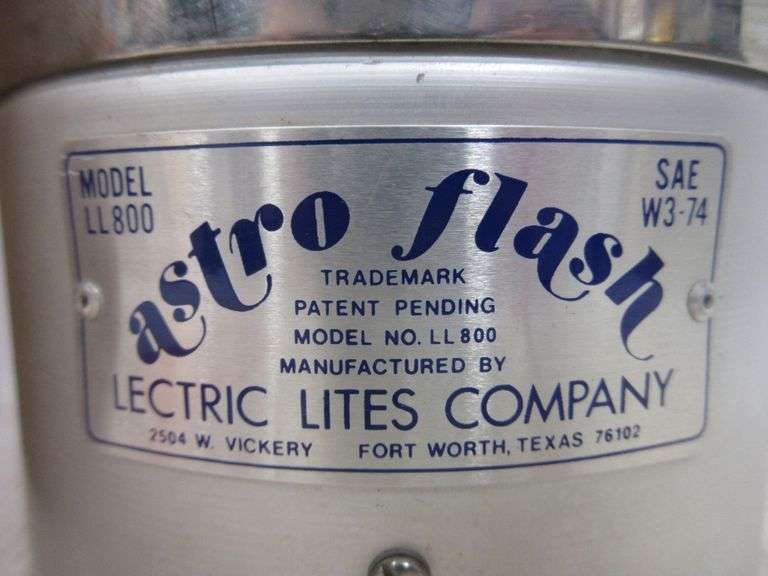 MODEL
LL800
SAE
W3-74
astro flash
TRADEMARK
PATENT PENDING
MODEL NO. LL800
MANUFACTURED BY
LECTRIC LITES COMPANY
2504 W. VICKERY FORT WORTH, TEXAS 76102